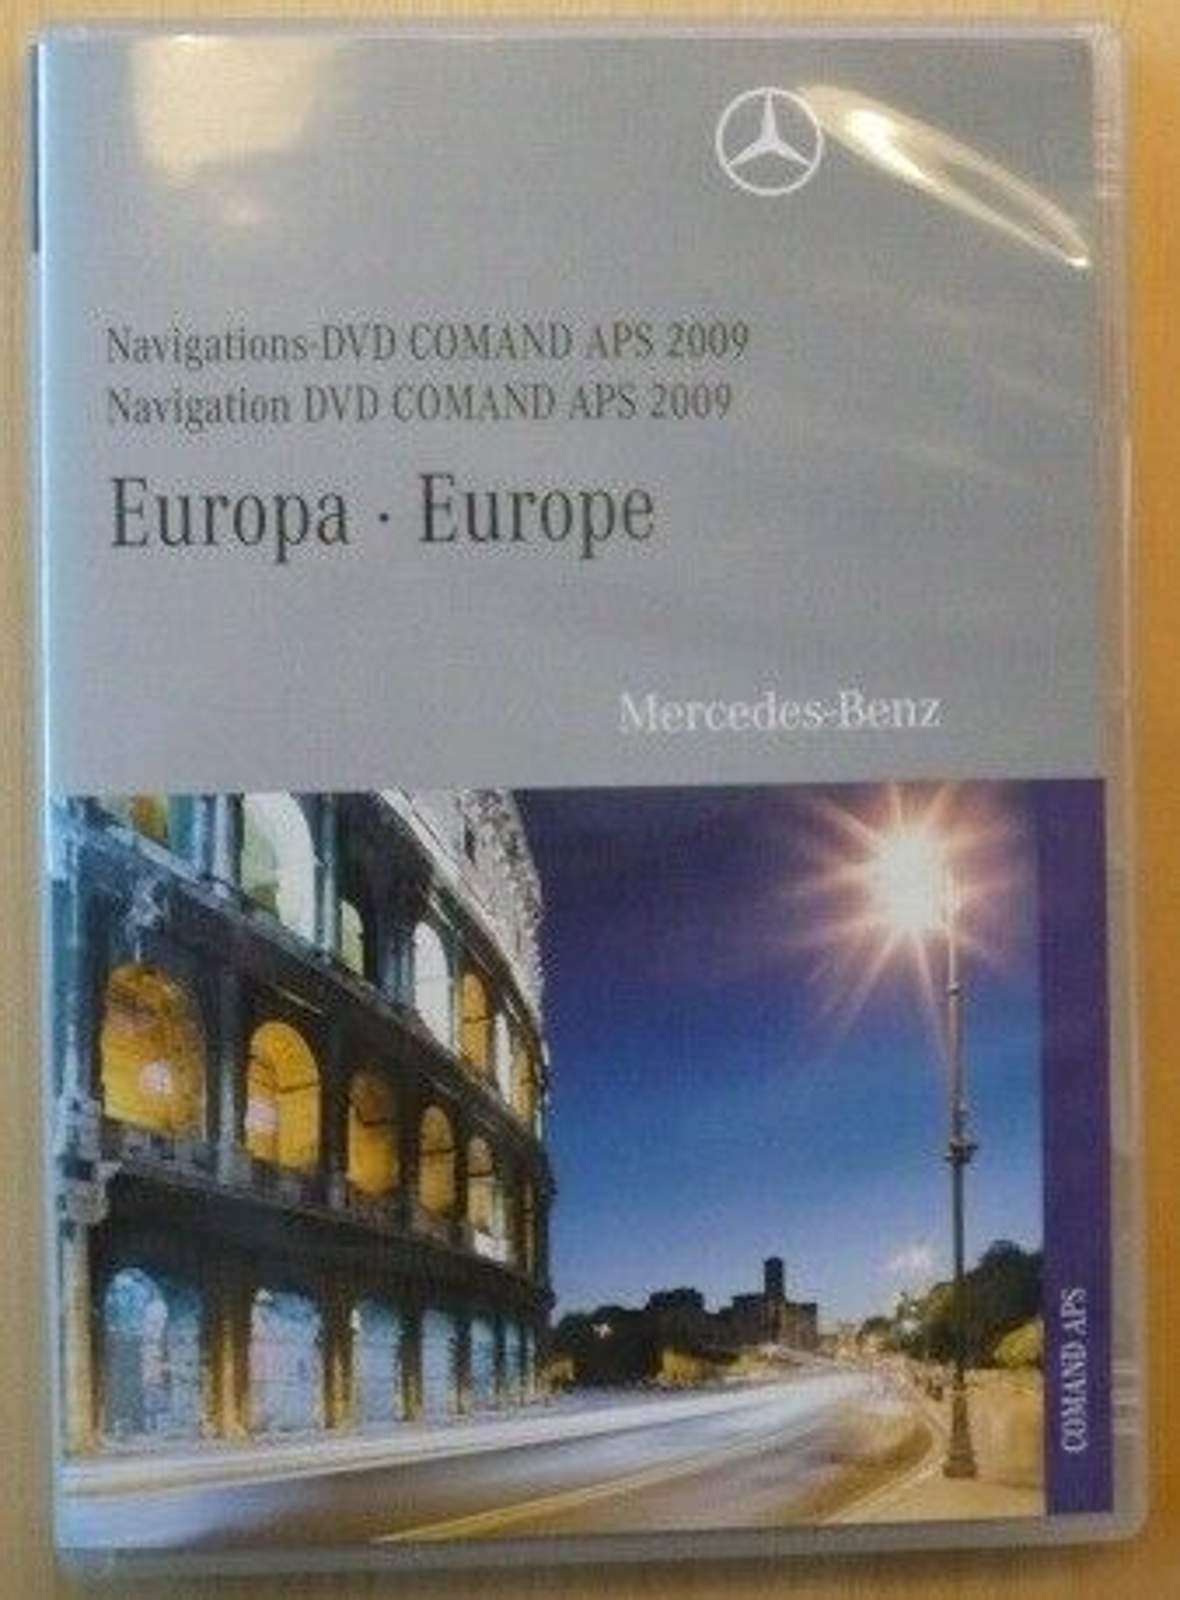 Navigations-DVD COMAND APS 2009
Navigation DVD COMAND APS 2009
Europa · Europe
Mercedes-Benz
COMAND APS